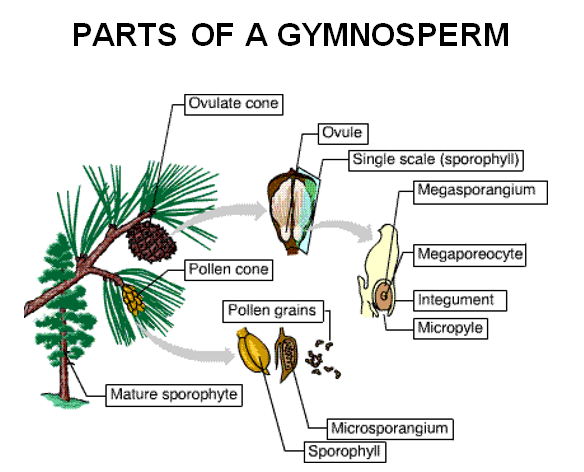 PARTS OF A GYMNOSPERM
Ovulate cone
Ovule
Single scale (sporophyll)
Megasporangium
Megaporeocyte
Pollen cone
Integument
Pollen grains
Micropyle
Mature sporophyte
Microsporangium
Sporophyll